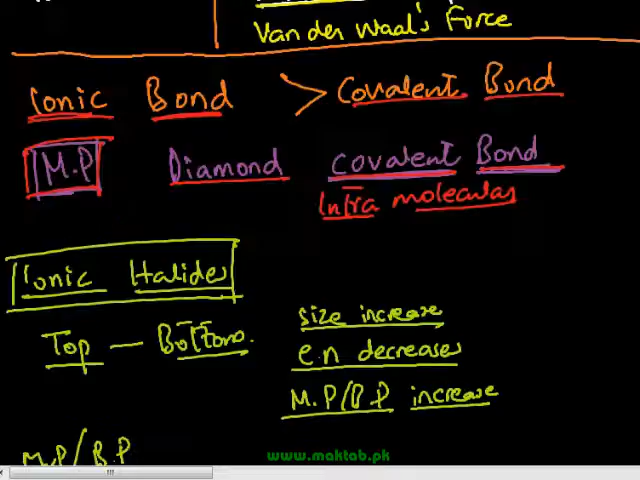 Van der Waal's Force
Ionic Bond > Covalent Bond
M.P Diamond Covalent Bond
Intra molecular
Ionic Halides
size increase
Top — Bottom.
e.n decreases
M.P/B.P increase
M.P/B.P
www.maktab.pk